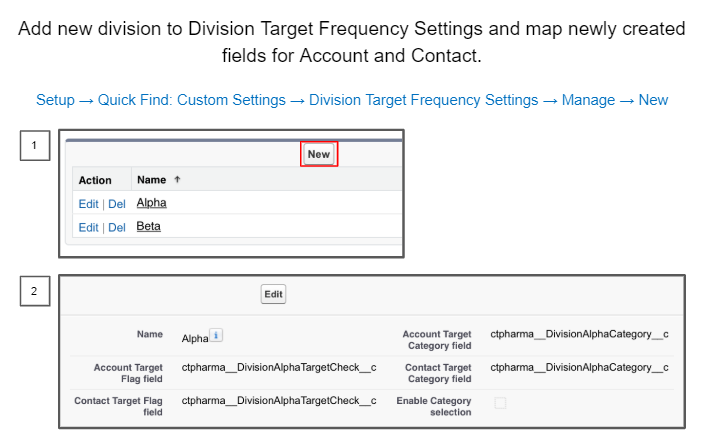 Add new division to Division Target Frequency Settings and map newly created
fields for Account and Contact.
Setup → Quick Find: Custom Settings → Division Target Frequency Settings → Manage → New
1
New
Action Name ↑
Edit | Del Alpha
Edit | Del Beta
2
Edit
Name Alpha i Account Target Category field ctpharma__DivisionAlphaCategory__c
Account Target Flag field ctpharma__DivisionAlphaTargetCheck__c Contact Target Category field ctpharma__DivisionAlphaCategory__c
Contact Target Flag field ctpharma__DivisionAlphaTargetCheck__c Enable Category selection